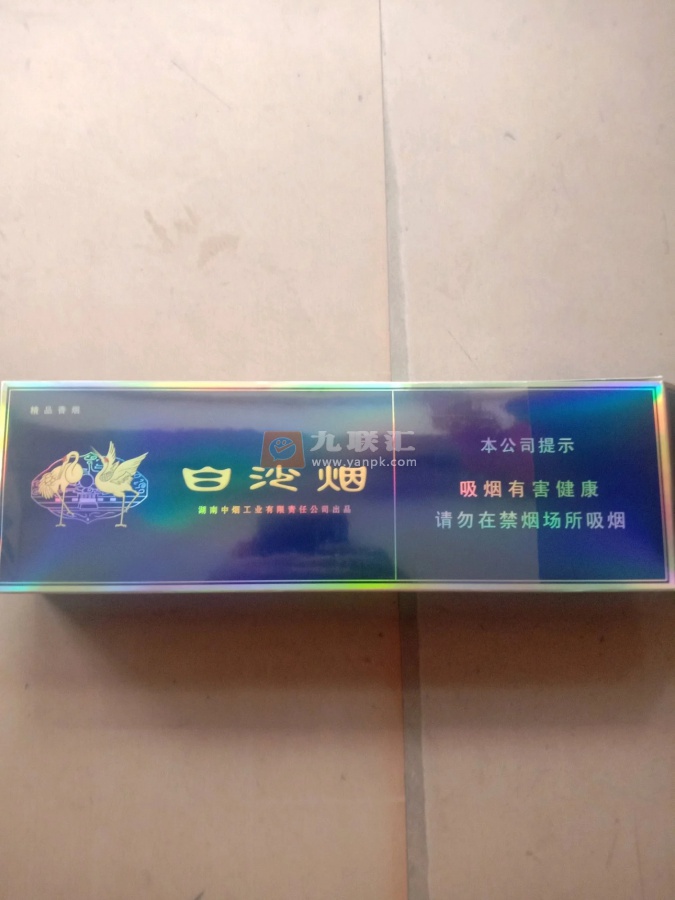 精品香烟
白沙烟
湖南中烟工业有限责任公司出品
九联汇
www.yanpk.com
本公司提示
吸烟有害健康
请勿在禁烟场所吸烟